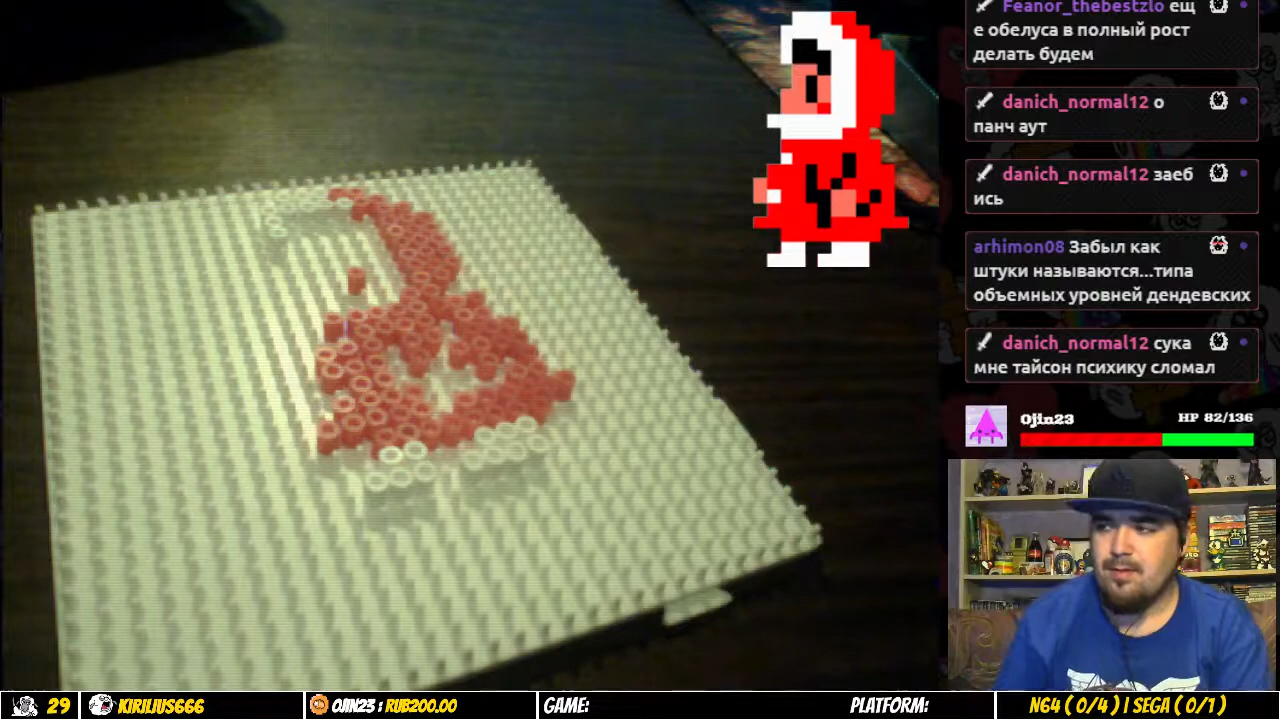 Feanor_thebestzlo ещ
е обелуса в полный рост
делать будем
danich_normal12 о
панч аут
danich_normal12 заеб
ись
arhimon08 Забыл как
штуки называются...типа
объемных уровней дендевских
danich_normal12 сука
мне тайсон психику сломал
Ojin23 HP 82/136
29 KIRILIUS666 OJIN23 : RUB200.00 GAME: PLATFORM: N64 ( 0/4 ) | SEGA ( 0/1 )